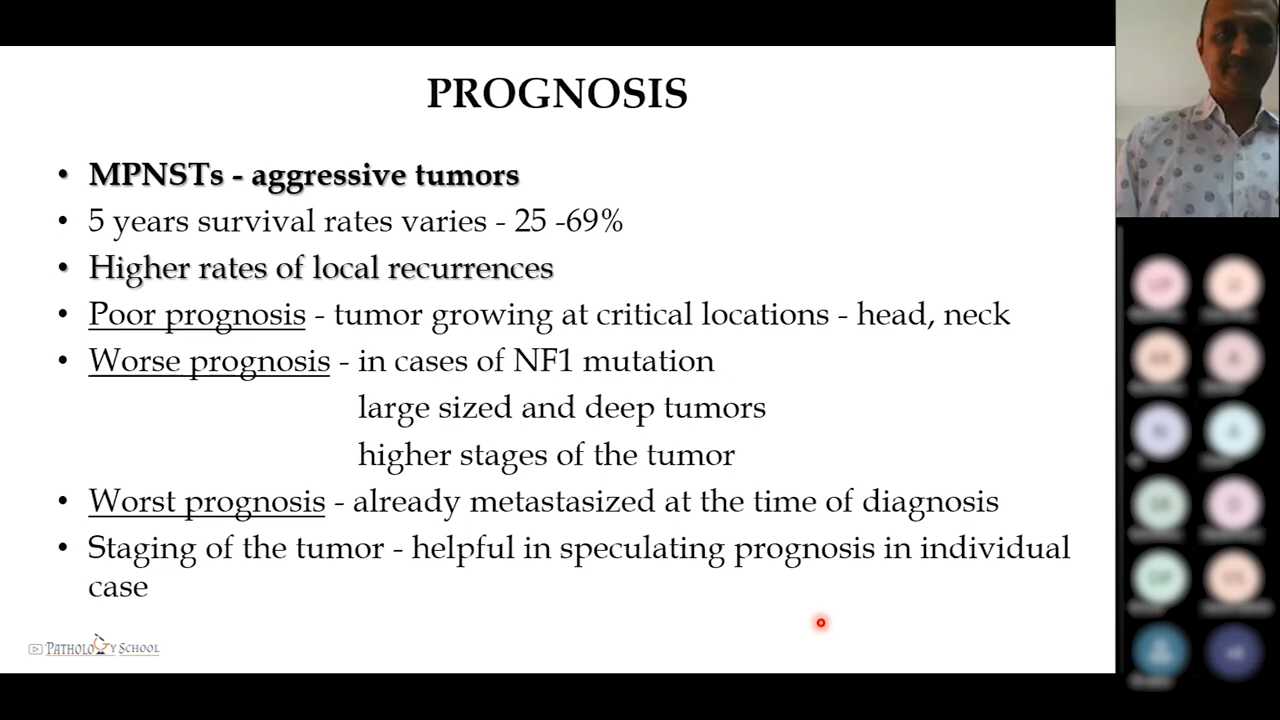 PROGNOSIS
• MPNSTs - aggressive tumors
• 5 years survival rates varies - 25 -69%
• Higher rates of local recurrences
• Poor prognosis - tumor growing at critical locations - head, neck
• Worse prognosis - in cases of NF1 mutation
large sized and deep tumors
higher stages of the tumor
• Worst prognosis - already metastasized at the time of diagnosis
• Staging of the tumor - helpful in speculating prognosis in individual
case
PATHOLOGY SCHOOL